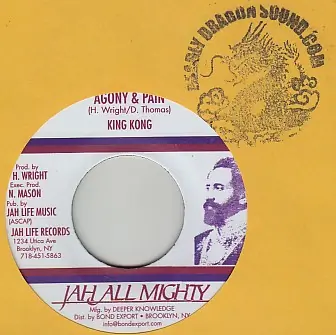 DEADLY DRAGON SOUND.COM
AGONY & PAIN
(H. Wright/D. Thomas)
KING KONG
Prod. by
H. WRIGHT
Exec. Prod.
N. MASON
Pub. by
JAH LIFE MUSIC
(ASCAP)
JAH LIFE RECORDS
1234 Utica Ave
Brooklyn, NY
718-451-5863
JAH ALL MIGHTY
Mfg. by DEEPER KNOWLEDGE
Dist. by BOND EXPORT • BROOKLYN, NY
info@bondexport.com